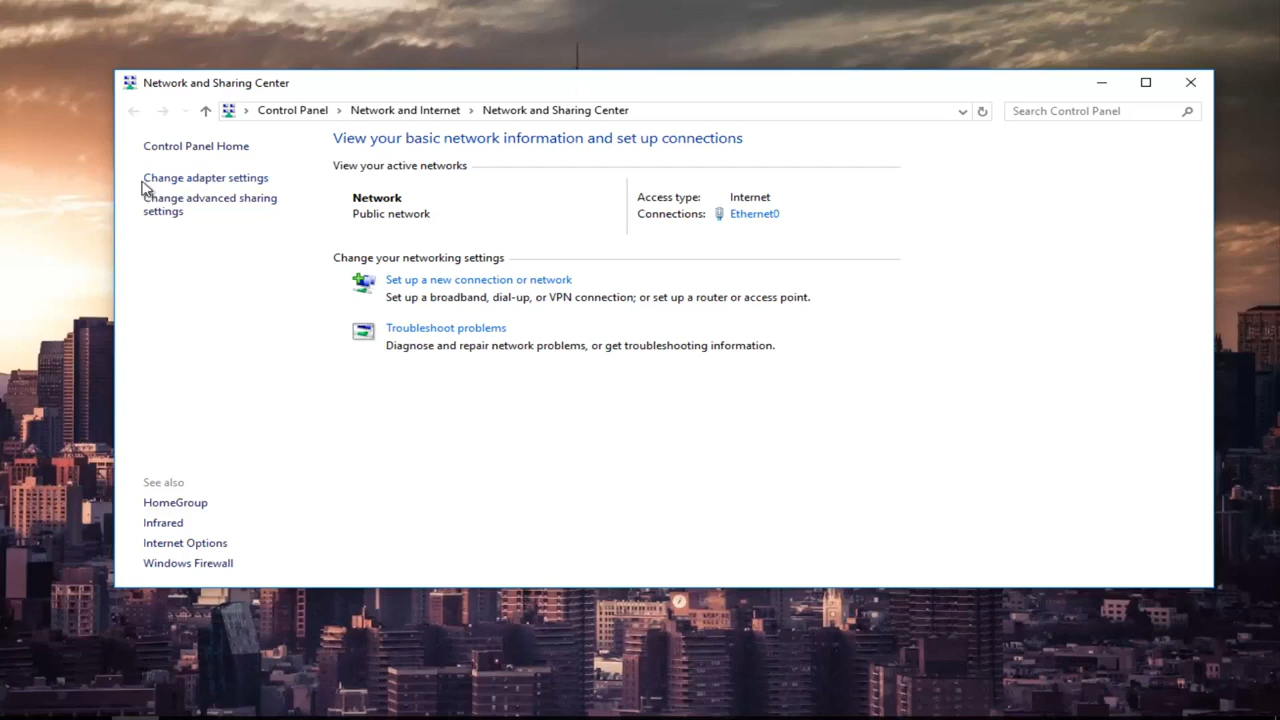 Network and Sharing Center
Control Panel > Network and Internet > Network and Sharing Center
Search Control Panel
Control Panel Home
Change adapter settings
Change advanced sharing
settings
View your basic network information and set up connections
View your active networks
Network
Public network
Access type: Internet
Connections: Ethernet0
Change your networking settings
Set up a new connection or network
Set up a broadband, dial-up, or VPN connection; or set up a router or access point.
Troubleshoot problems
Diagnose and repair network problems, or get troubleshooting information.
See also
HomeGroup
Infrared
Internet Options
Windows Firewall